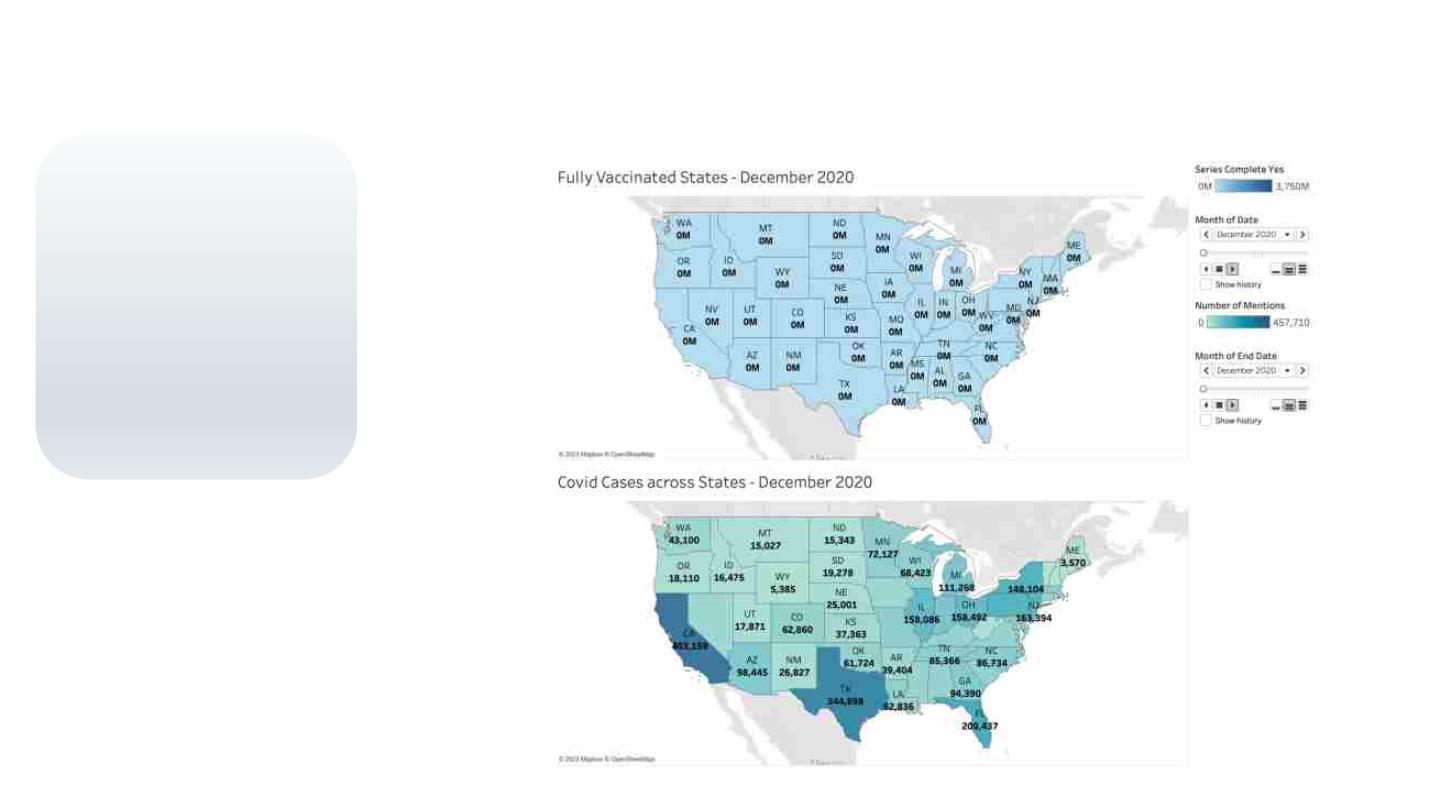 Fully Vaccinated States - December 2020
Series Complete Yes
0M 3,750M
Month of Date
December 2020
Show history
Number of Mentions
0 457,710
Month of End Date
December 2020
Show history
WA
0M
MT
0M
ND
0M
MN
0M
ME
0M
OR
0M
ID
0M
WY
0M
SD
0M
WI
0M
MI
0M
NY
0M
MA
0M
NV
0M
UT
0M
CO
0M
NE
0M
IA
0M
IL
0M
IN
0M
OH
0M
WV
0M
MD
0M
NJ
0M
CA
0M
KS
0M
MO
0M
AZ
0M
NM
0M
OK
0M
AR
0M
TN
0M
NC
0M
TX
0M
LA
0M
MS
0M
AL
0M
GA
0M
FL
0M
© 2023 Mapbox © OpenStreetMap
Covid Cases across States - December 2020
WA
43,100
MT
15,027
ND
15,343
MN
72,127
ME
3,570
OR
18,110
ID
16,475
WY
5,385
SD
19,278
WI
68,423
MI
111,268
148,104
UT
17,871
CO
62,860
NE
25,001
IL
158,086
OH
158,492
NJ
163,394
CA
KS
37,363
AZ
98,445
NM
26,827
OK
61,724
AR
39,404
TN
85,366
NC
86,734
TX
344,898
LA
62,836
GA
94,390
FL
209,437
© 2023 Mapbox © OpenStreetMap